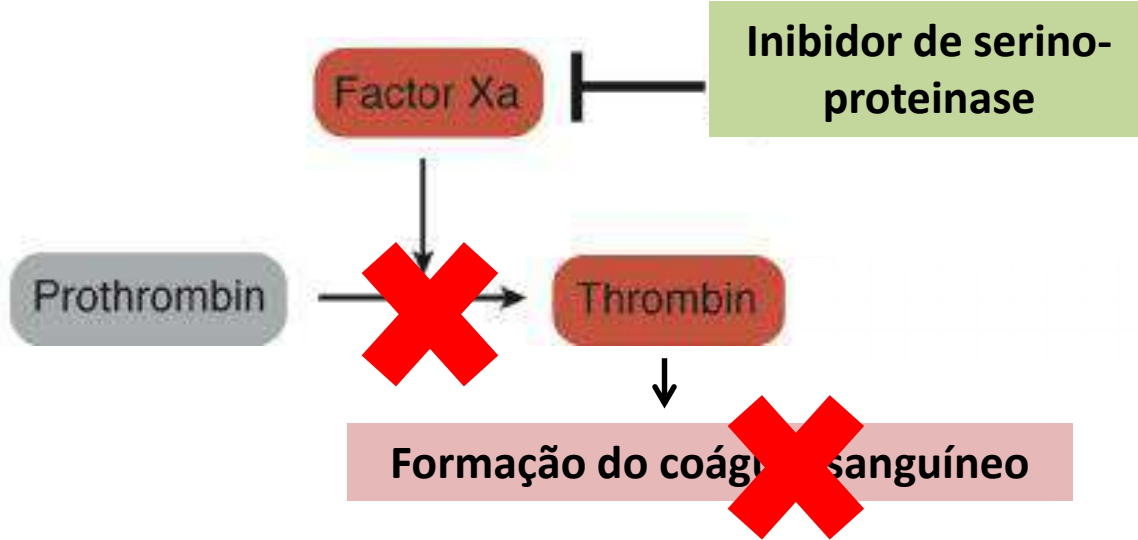 Inibidor de serino-
proteinase
Factor Xa
Prothrombin
Thrombin
Formação do sanguíneo